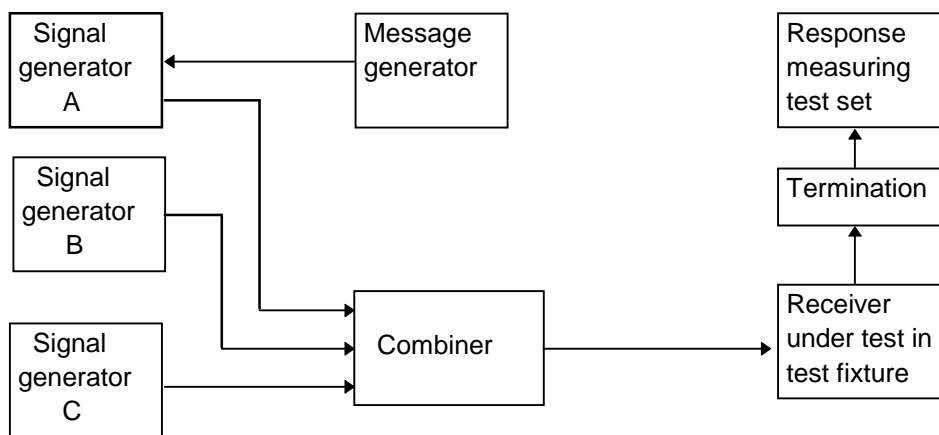 Signal
generator
A
Message
generator
Response
measuring
test set
Signal
generator
B
Termination
Signal
generator
C
Combiner
Receiver
under test in
test fixture